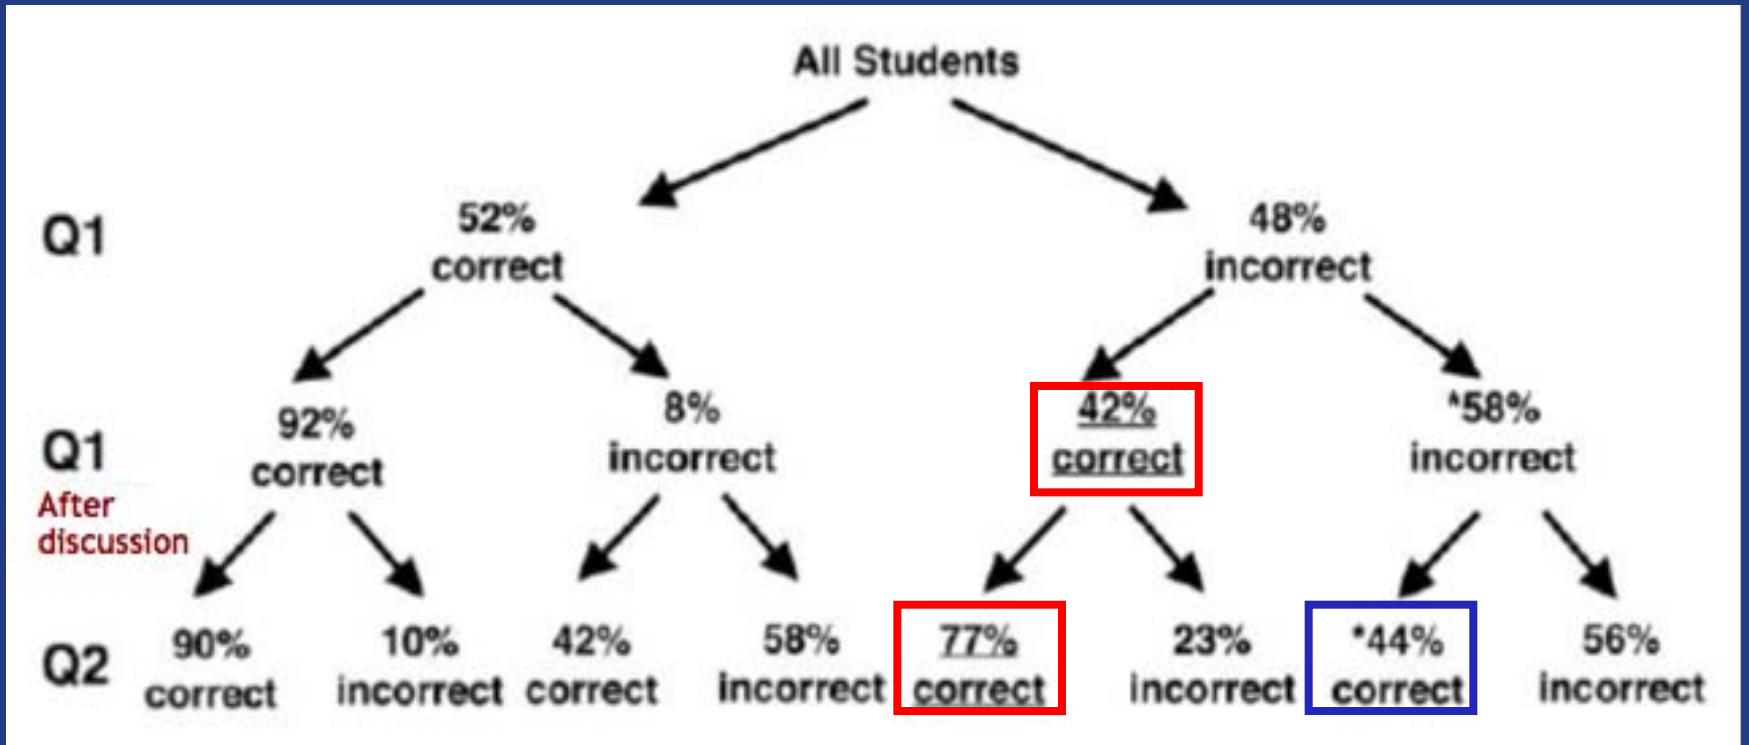 All Students
Q1
52%
correct
48%
incorrect
Q1
After
discussion
92%
correct
8%
incorrect
42%
correct
*58%
incorrect
Q2
90%
correct
10%
incorrect
42%
correct
58%
incorrect
77%
correct
23%
incorrect
*44%
correct
56%
incorrect